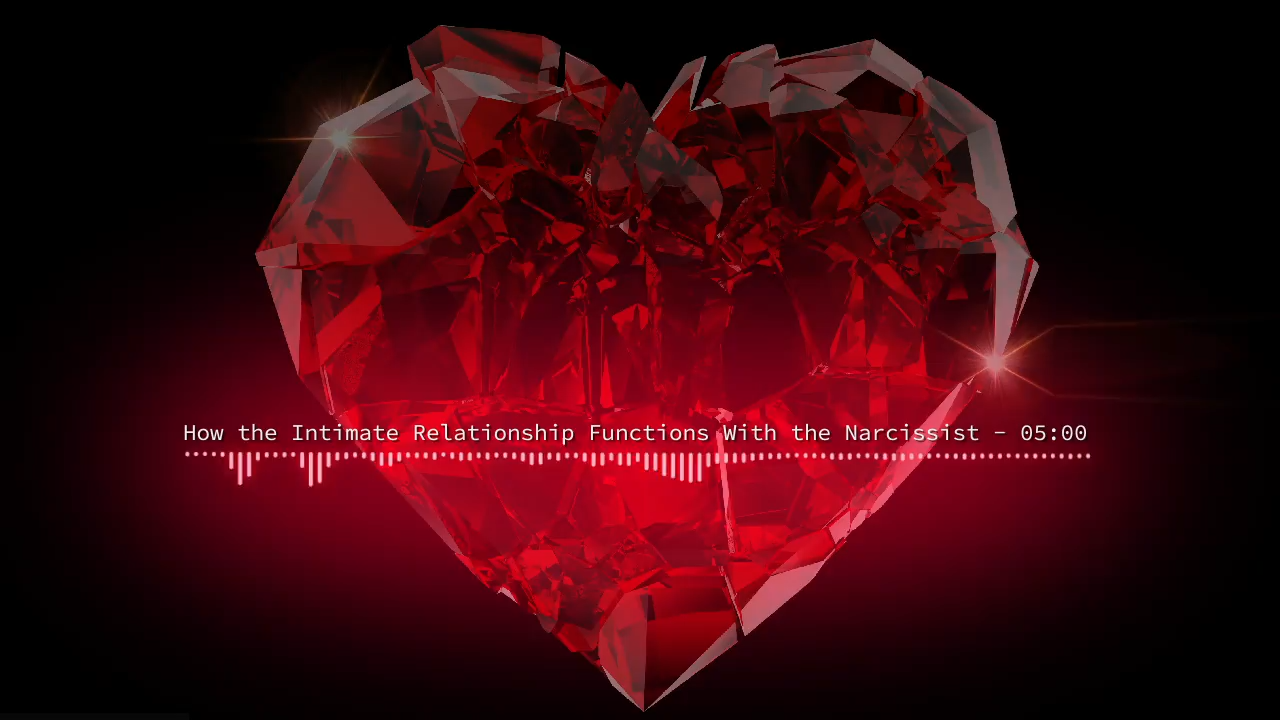 How the Intimate Relationship Functions With the Narcissist - 05:00